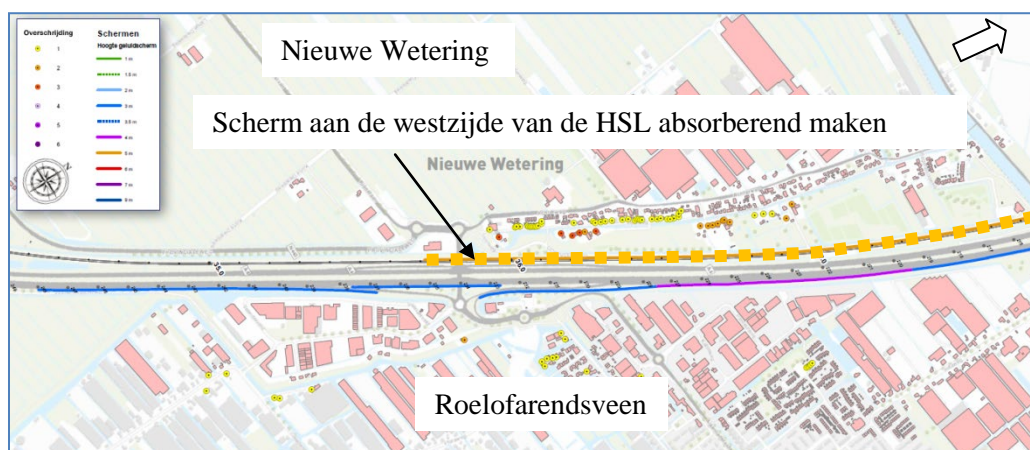 Overschrijding
1
2
3
4
5
6
Schermen
Hoogte geluidscherm
1 m
1.5 m
2 m
3 m
3.5 m
4 m
5 m
6 m
7 m
9 m
N
Nieuwe Wetering
Scherm aan de westzijde van de HSL absorberend maken
Nieuwe Wetering
Roelofarendsveen